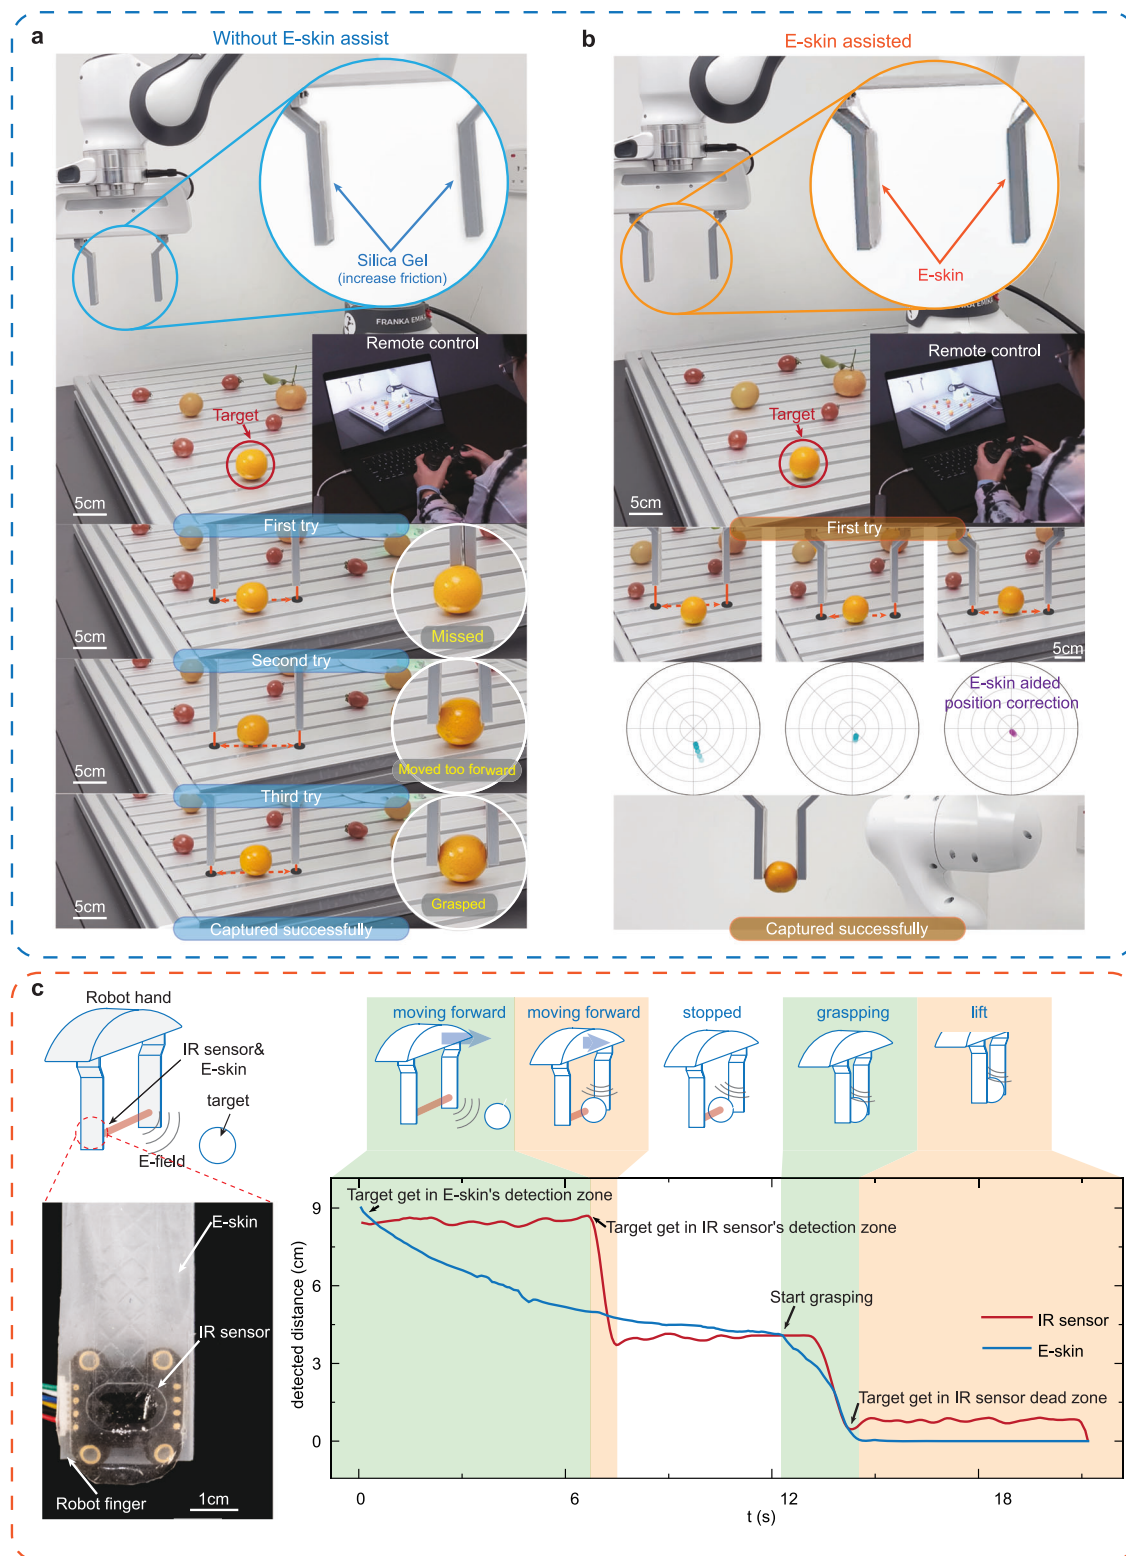 a
Without E-skin assist
Silica Gel
(increase friction)
FRANKA EMIKA
Remote control
Target
5cm
First try
Missed
5cm
Second try
Moved too forward
5cm
Third try
Grasped
5cm
Captured successfully
b
E-skin assisted
E-skin
FRANKA EMIKA
Remote control
Target
5cm
First try
5cm
E-skin aided
position correction
Captured successfully
c
Robot hand
IR sensor&
E-skin
target
E-field
E-skin
IR sensor
Robot finger
1cm
moving forward
moving forward
stopped
graspping
lift
Target get in E-skin's detection zone
Target get in IR sensor's detection zone
Start grasping
IR sensor
E-skin
Target get in IR sensor dead zone
detected distance (cm)
9
6
3
0
0
6
12
18
t (s)